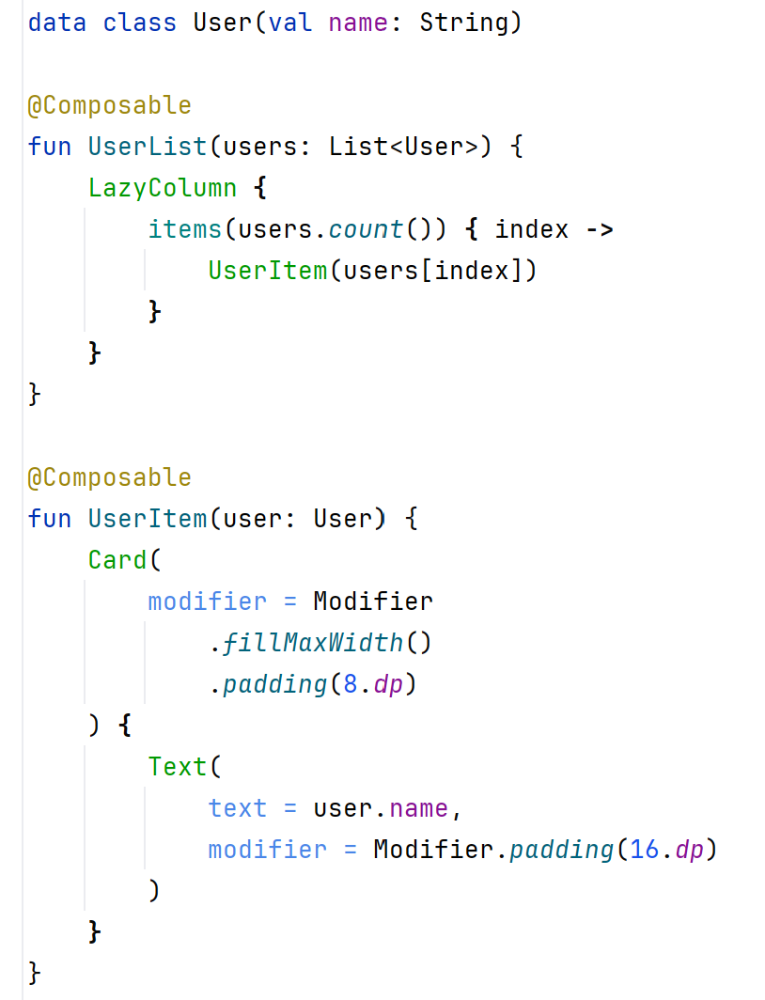 data class User(val name: String)

@Composable
fun UserList(users: List<User>) {
    LazyColumn {
        items(users.count()) { index ->
            UserItem(users[index])
        }
    }
}

@Composable
fun UserItem(user: User) {
    Card(
        modifier = Modifier
            .fillMaxWidth()
            .padding(8.dp)
    ) {
        Text(
            text = user.name,
            modifier = Modifier.padding(16.dp)
        )
    }
}